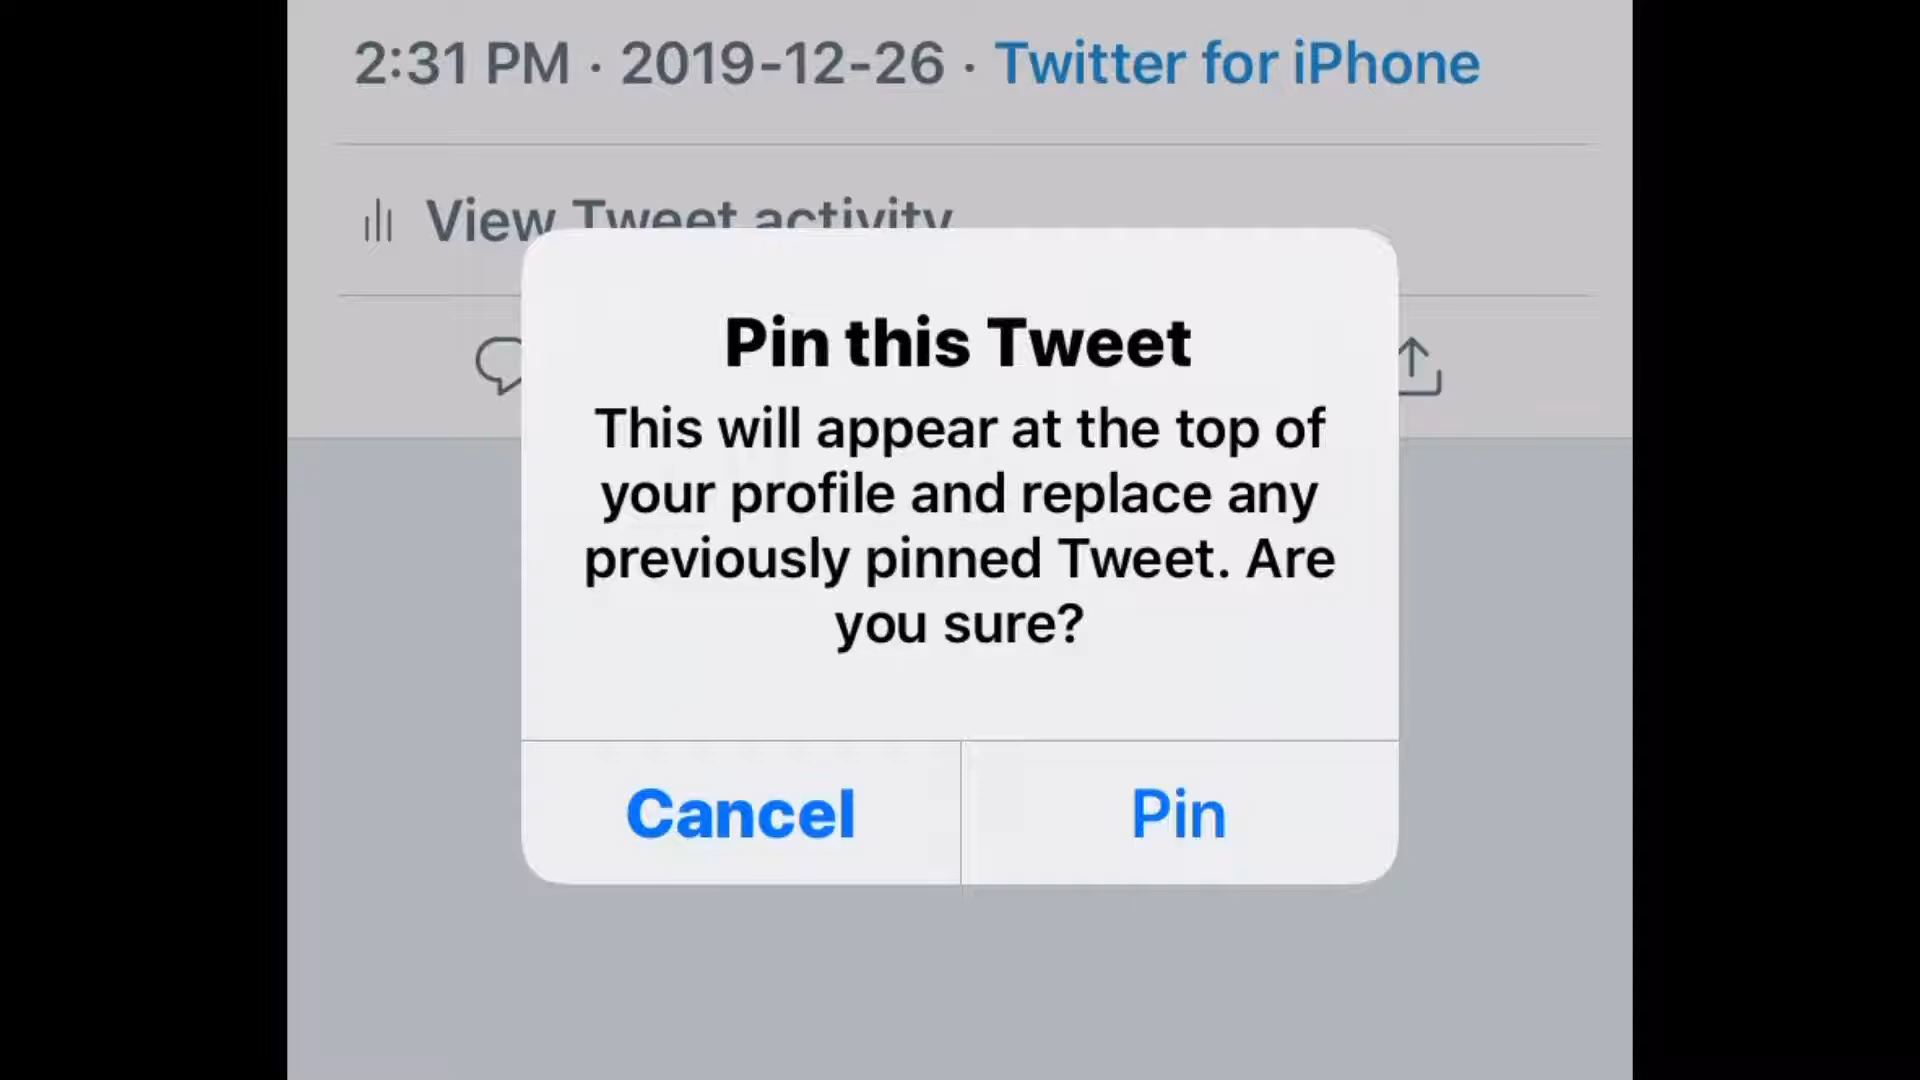 2:31 PM · 2019-12-26 · Twitter for iPhone
View Tweet activity
Pin this Tweet
This will appear at the top of
your profile and replace any
previously pinned Tweet. Are
you sure?
Cancel
Pin